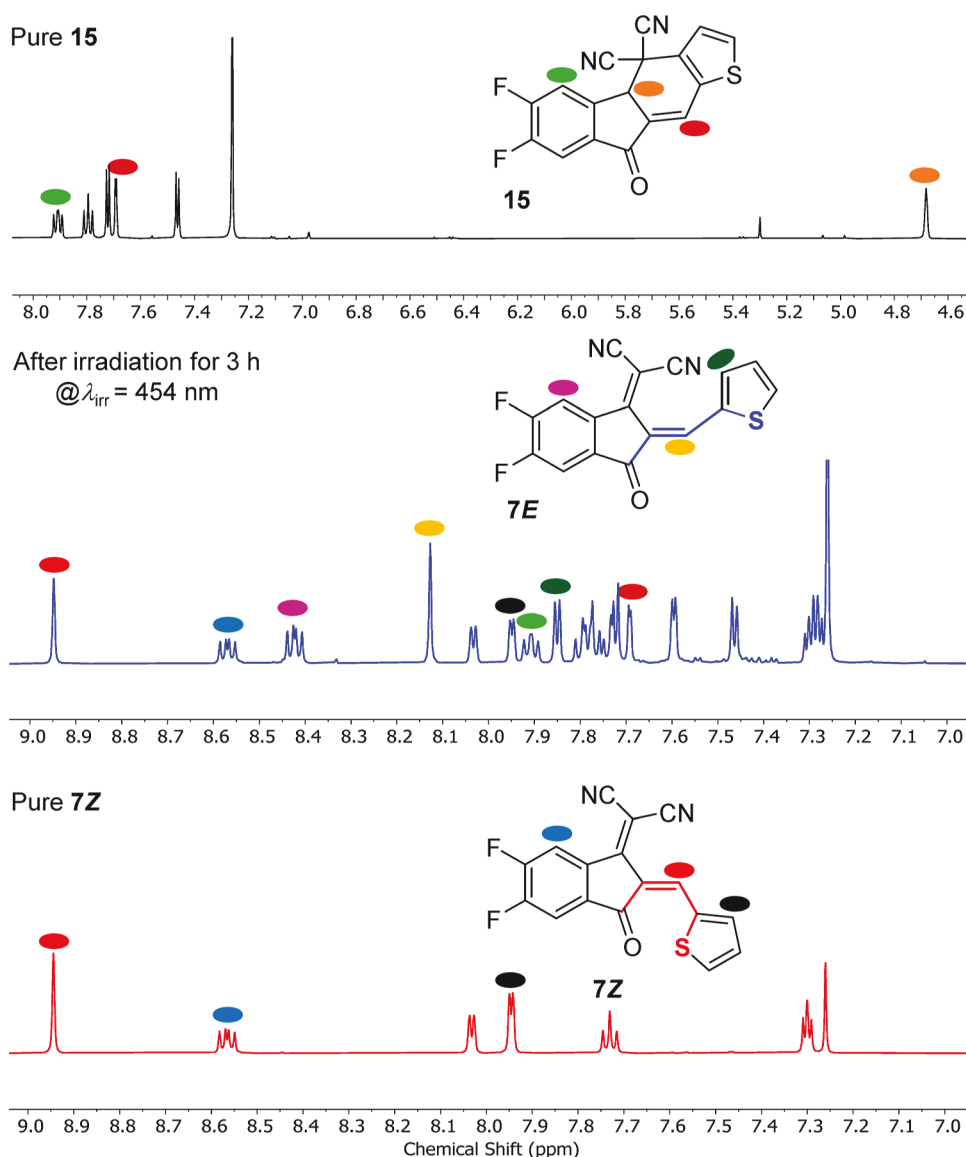 Pure 15
CN
NC
S
F
F
O
15
8.0 7.8 7.6 7.4 7.2 7.0 6.8 6.6 6.4 6.2 6.0 5.8 5.6 5.4 5.2 5.0 4.8 4.6
After irradiation for 3 h
@λirr = 454 nm
NC
CN
S
F
F
O
7E
9.0 8.9 8.8 8.7 8.6 8.5 8.4 8.3 8.2 8.1 8.0 7.9 7.8 7.7 7.6 7.5 7.4 7.3 7.2 7.1 7.0
Pure 7Z
NC
CN
F
F
O
S
7Z
9.0 8.9 8.8 8.7 8.6 8.5 8.4 8.3 8.2 8.1 8.0 7.9 7.8 7.7 7.6 7.5 7.4 7.3 7.2 7.1 7.0
Chemical Shift (ppm)